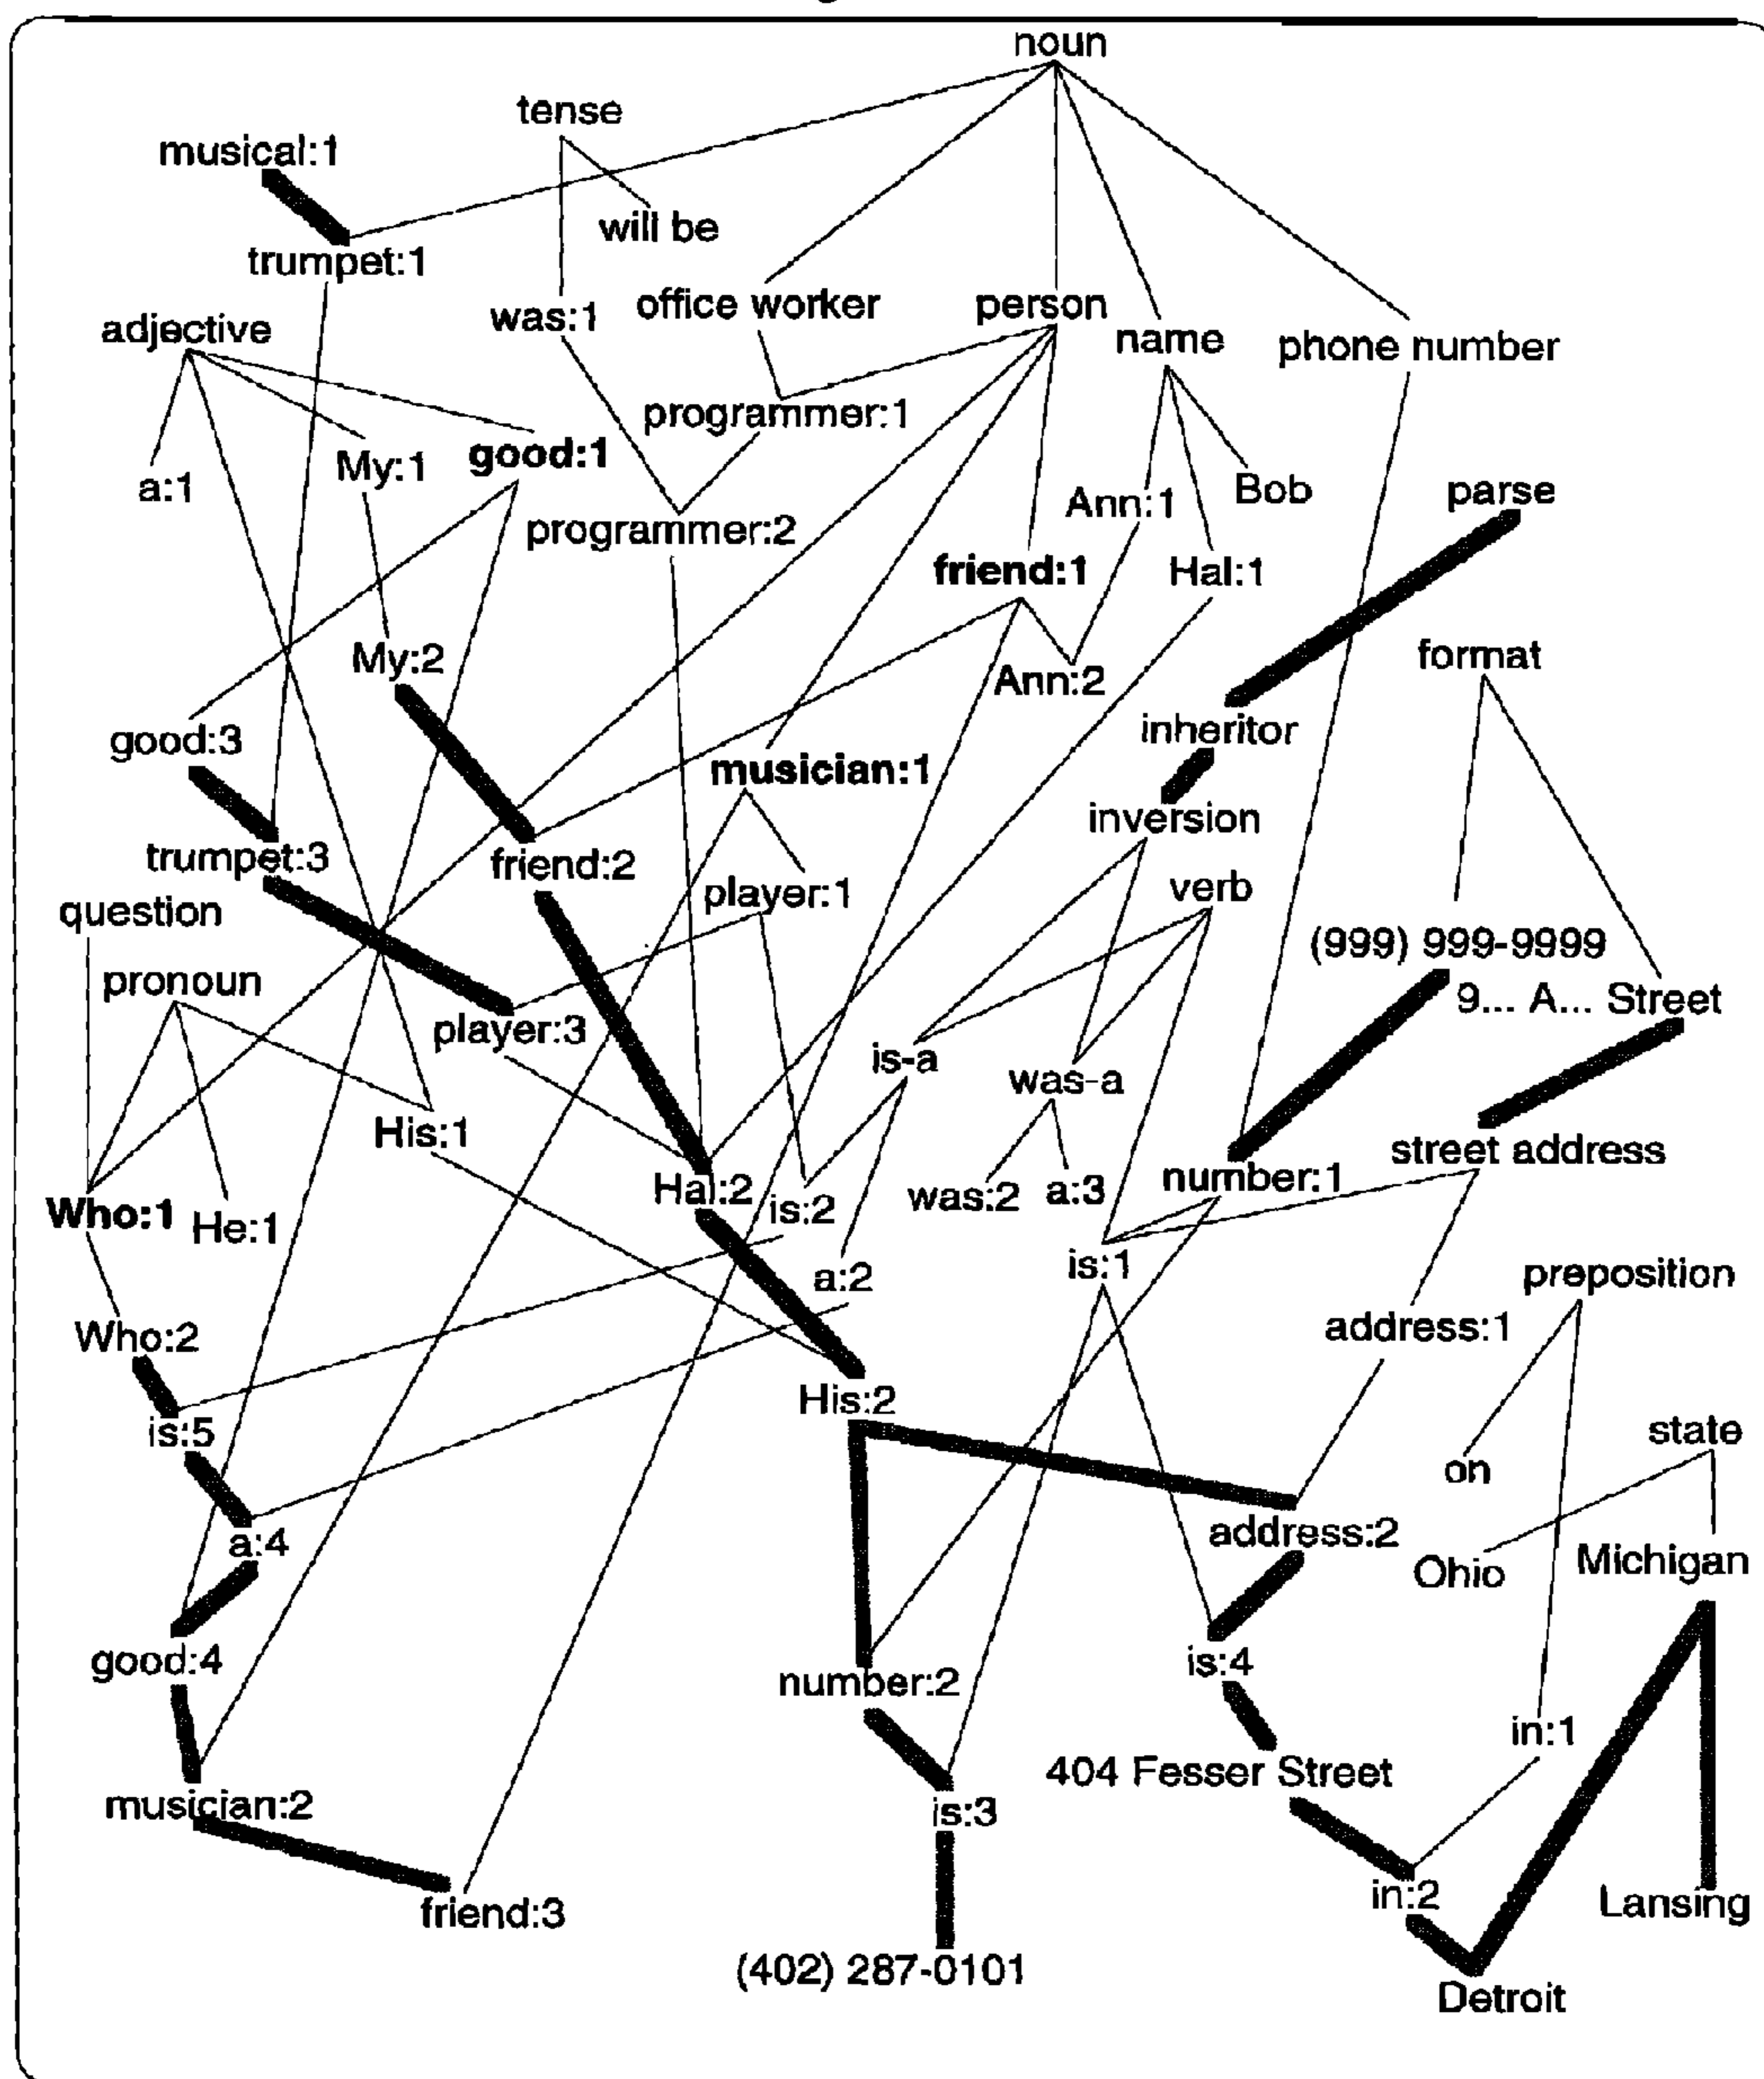 noun
tense
musical:1
will be
trumpet:1
office worker
person
was:1
adjective
name
phone number
programmer:1
good:1
My:1
a:1
Ann:1
Bob
parse
programmer:2
friend:1
Hal:1
My:2
format
Ann:2
good:3
inheritor
musician:1
inversion
trumpet:3
friend:2
player:1
verb
question
(999) 999-9999
pronoun
9... A... Street
player:3
is-a
was-a
His:1
street address
number:1
Hal:2
was:2
a:3
Who:1
He:1
is:2
is:1
a:2
preposition
address:1
Who:2
His:2
is:5
state
on
address:2
a:4
Michigan
Ohio
good:4
is:4
number:2
in:1
404 Fesser Street
musician:2
is:3
in:2
Lansing
friend:3
(402) 287-0101
Detroit